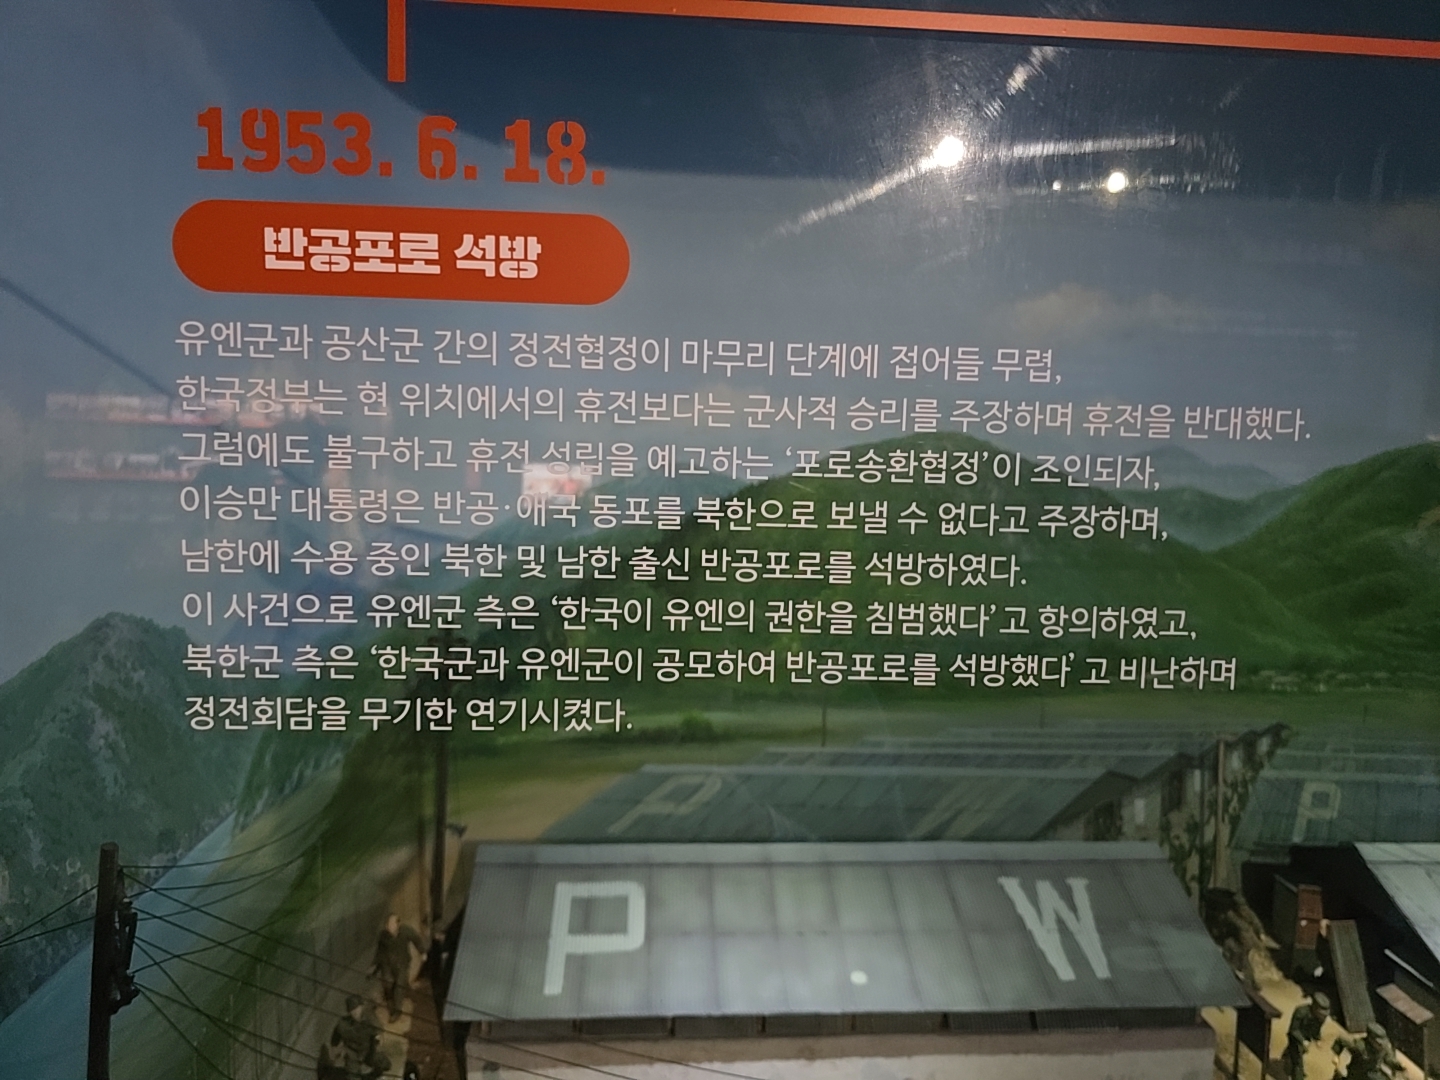 1953. 6. 18.
반공포로 석방
유엔군과 공산군 간의 정전협정이 마무리 단계에 접어들 무렵,
한국정부는 현 위치에서의 휴전보다는 군사적 승리를 주장하며 휴전을 반대했다.
그럼에도 불구하고 휴전 성립을 예고하는 ‘포로송환협정’이 조인되자,
이승만 대통령은 반공·애국 동포를 북한으로 보낼 수 없다고 주장하며,
남한에 수용 중인 북한 및 남한 출신 반공포로를 석방하였다.
이 사건으로 유엔군 측은 ‘한국이 유엔의 권한을 침범했다’고 항의하였고,
북한군 측은 ‘한국군과 유엔군이 공모하여 반공포로를 석방했다’고 비난하며
정전회담을 무기한 연기시켰다.
P W P
P . W